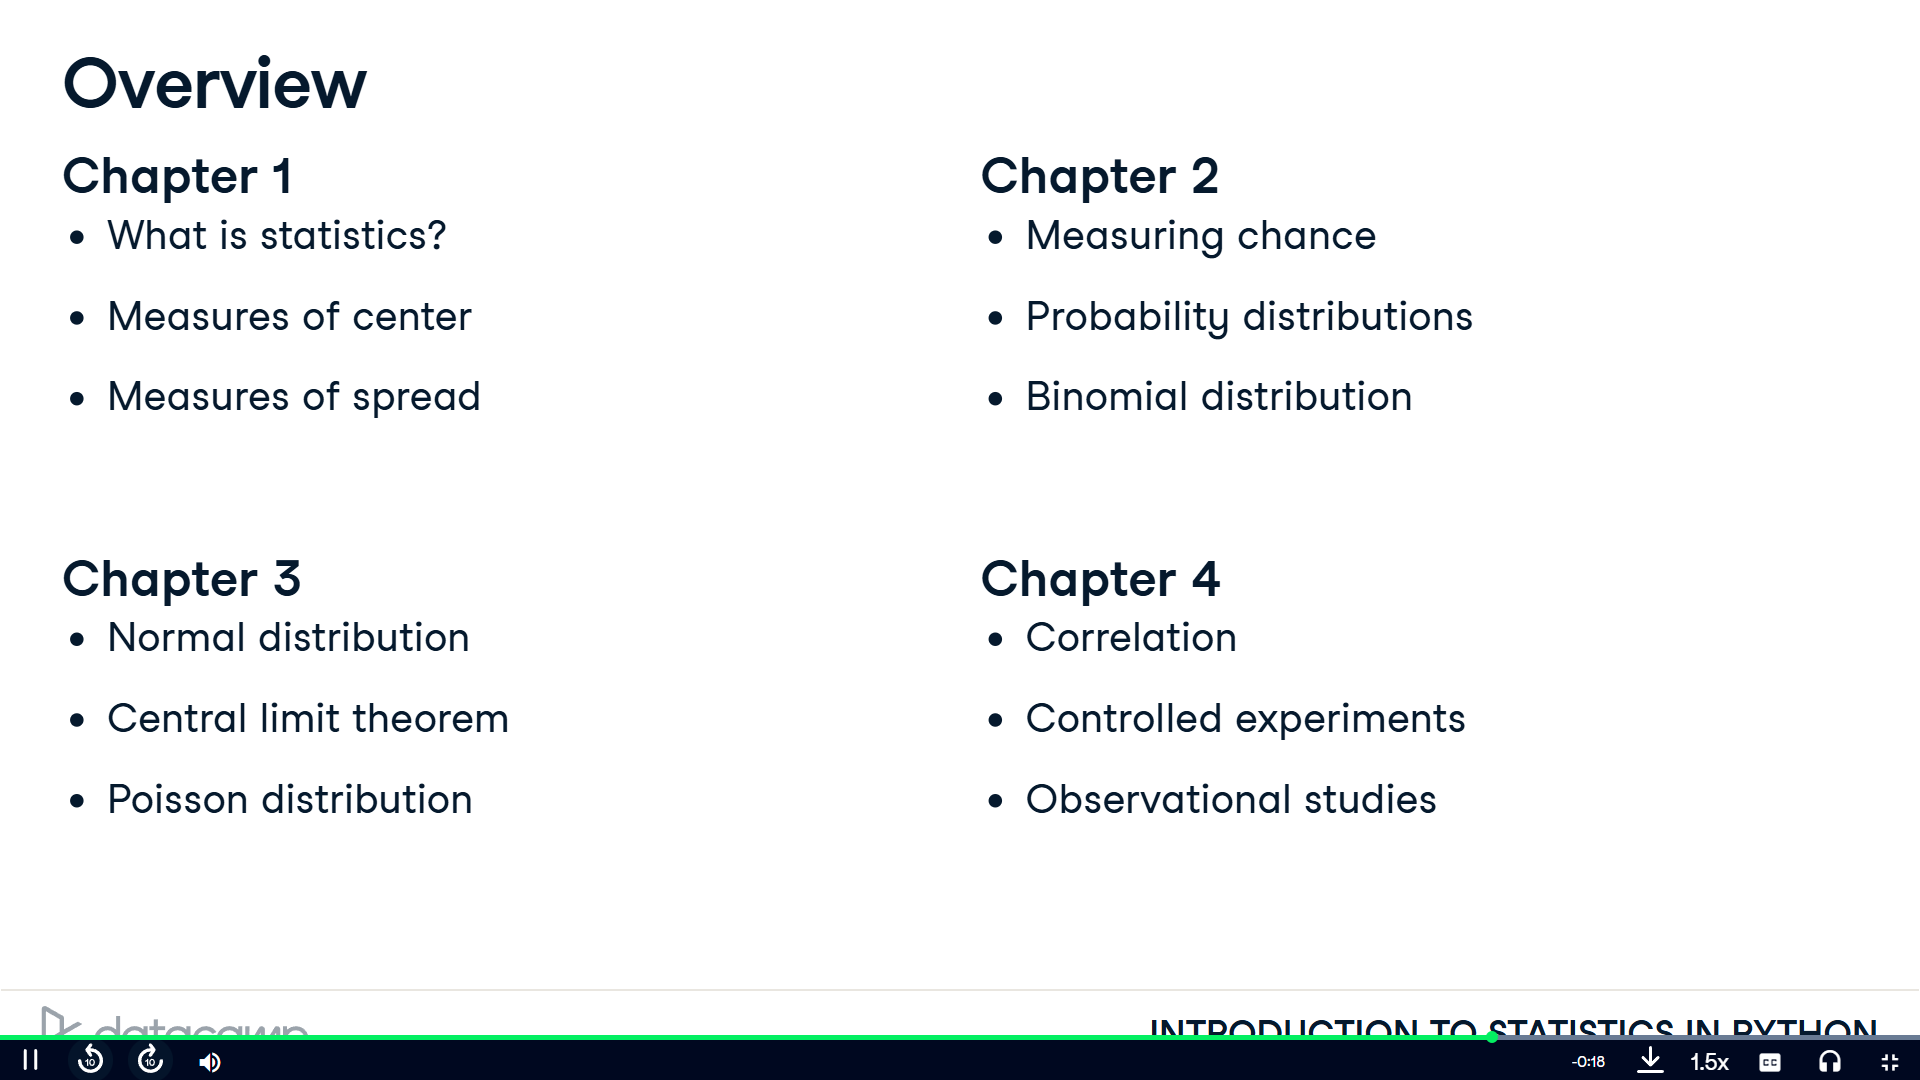 Overview
Chapter 1
• What is statistics?
• Measures of center
• Measures of spread
Chapter 2
• Measuring chance
• Probability distributions
• Binomial distribution
Chapter 3
• Normal distribution
• Central limit theorem
• Poisson distribution
Chapter 4
• Correlation
• Controlled experiments
• Observational studies
datacamp
INTRODUCTION TO STATISTICS IN PYTHON
10
10
-0:18
1.5x
CC